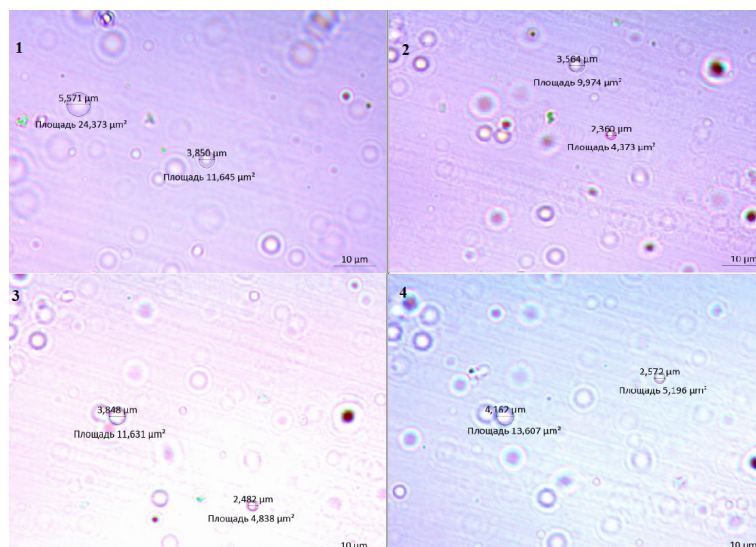 1
5,571 µm
Площадь 24,373 µm²
3,850 µm
Площадь 11,645 µm²
10 µm
2
3,564 µm
Площадь 9,974 µm²
2,360 µm
Площадь 4,373 µm²
10 µm
3
3,848 µm
Площадь 11,631 µm²
2,482 µm
Площадь 4,838 µm²
10 µm
4
2,572 µm
Площадь 5,196 µm²
4,162 µm
Площадь 13,607 µm²
10 µm